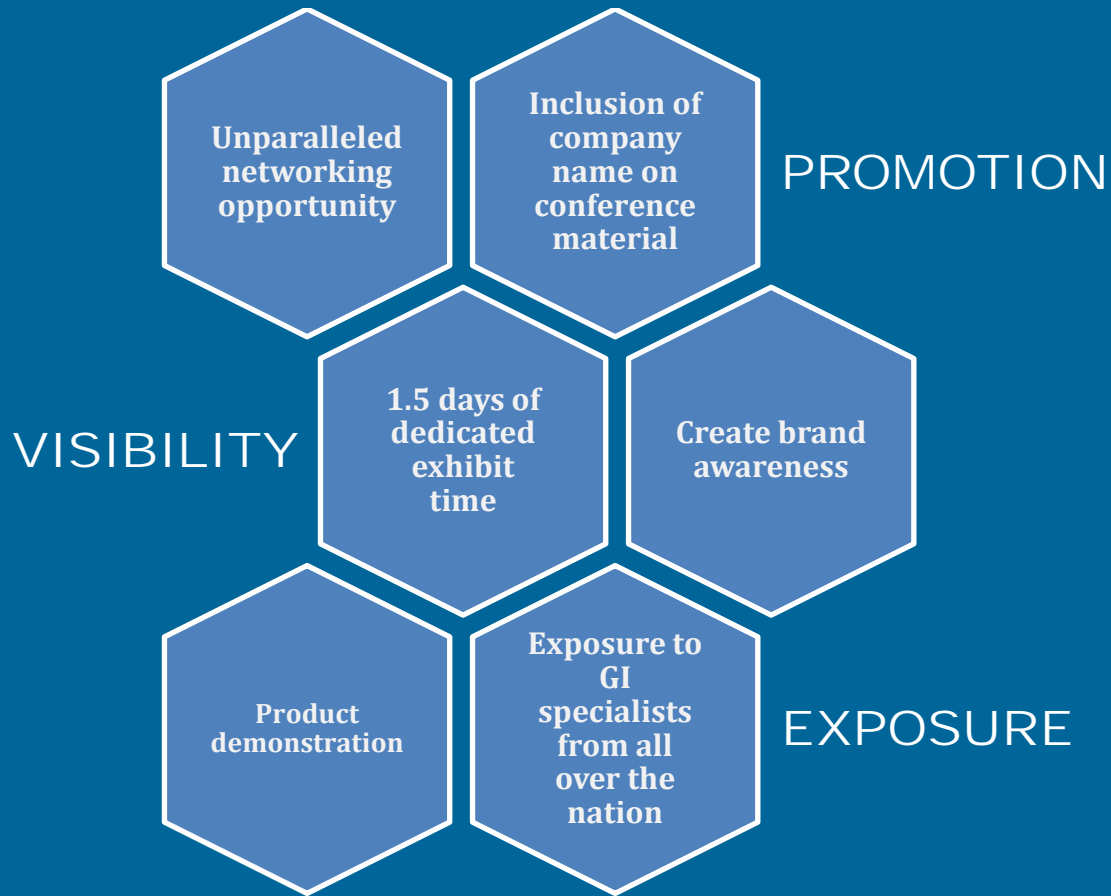 Unparalleled
networking
opportunity
Inclusion of
company
name on
conference
material
PROMOTION
VISIBILITY
1.5 days of
dedicated
exhibit
time
Create brand
awareness
Product
demonstration
Exposure to
GI
specialists
from all
over the
nation
EXPOSURE